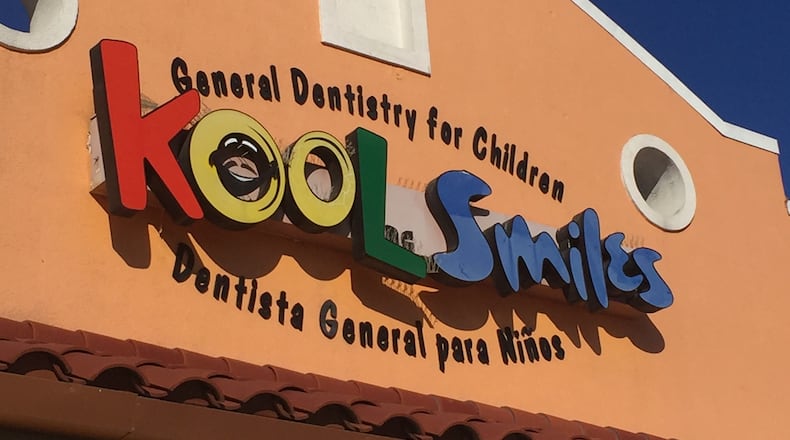 General Dentistry for Children
KOOL Smiles
Dentista General para Niños